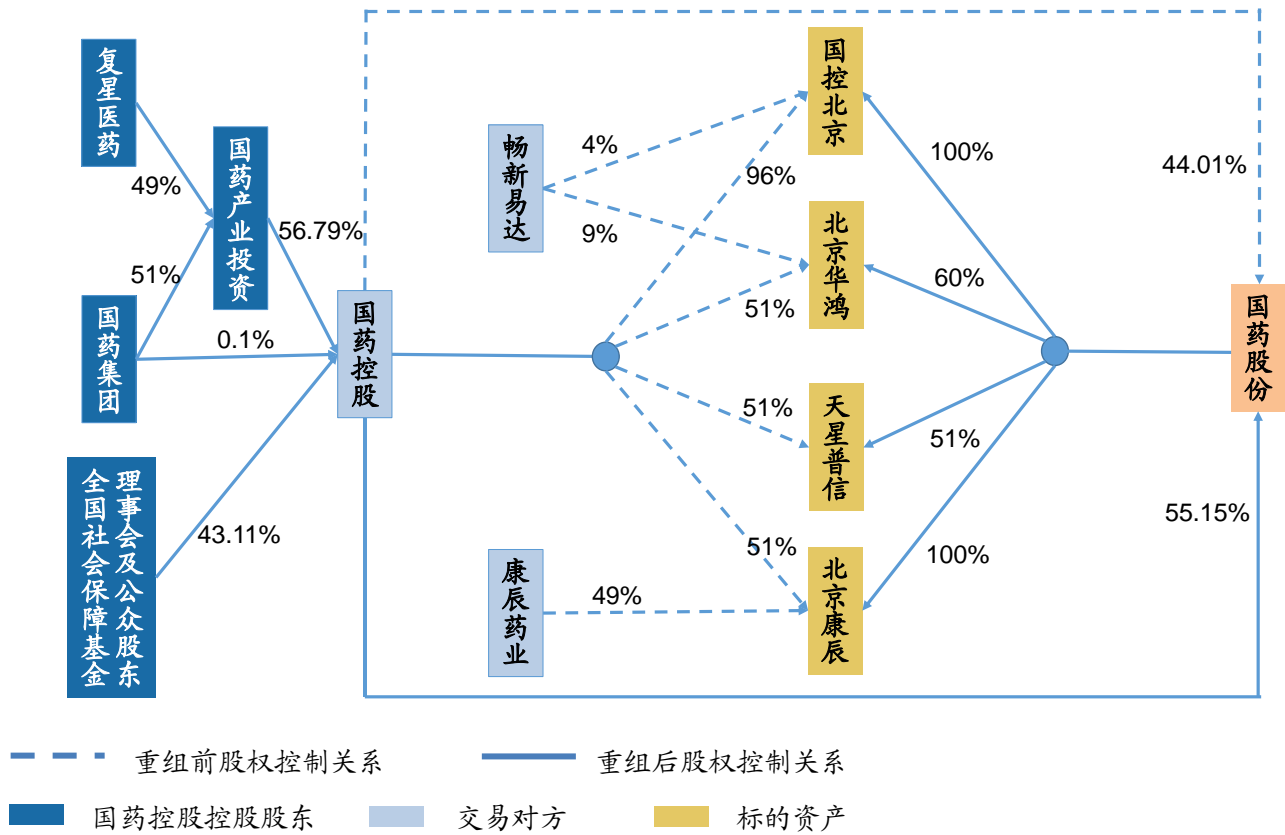 复星医药
49%
国药产业投资
51%
56.79%
国药集团
0.1%
全国社会保障基金
理事会及公众股东
43.11%
国药控股
畅新易达
4%
9%
96%
51%
51%
51%
康辰药业
49%
国控北京
北京华鸿
天星普信
北京康辰
100%
60%
51%
100%
44.01%
国药股份
55.15%
重组前股权控制关系
重组后股权控制关系
国药控股控股股东
交易对方
标的资产